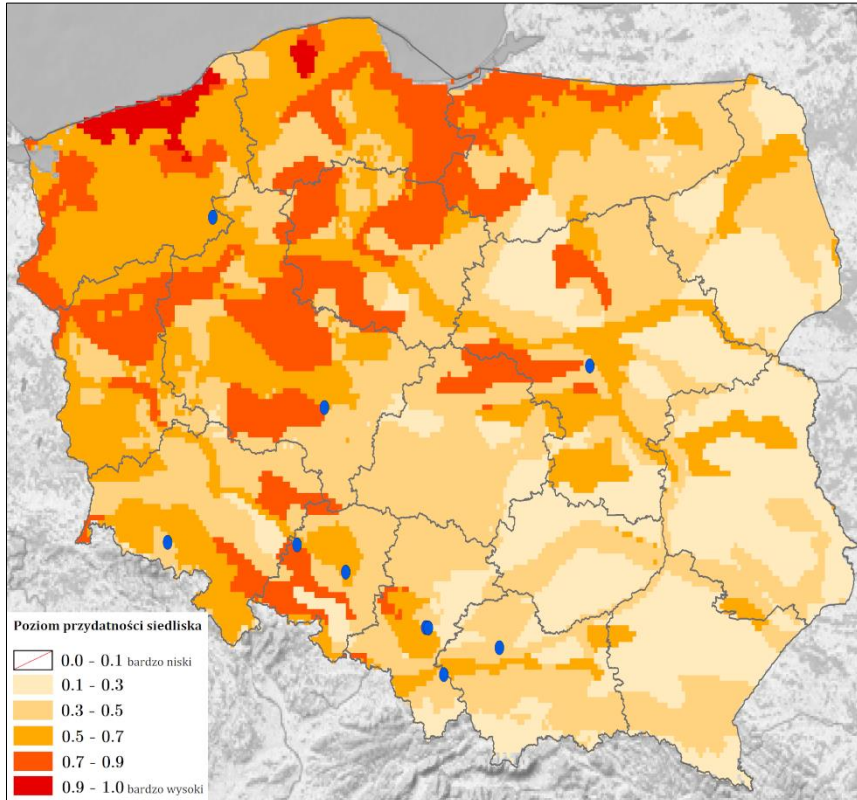 Poziom przydatności siedliska
0.0 – 0.1 bardzo niski
0.1 – 0.3
0.3 – 0.5
0.5 – 0.7
0.7 – 0.9
0.9 – 1.0 bardzo wysoki